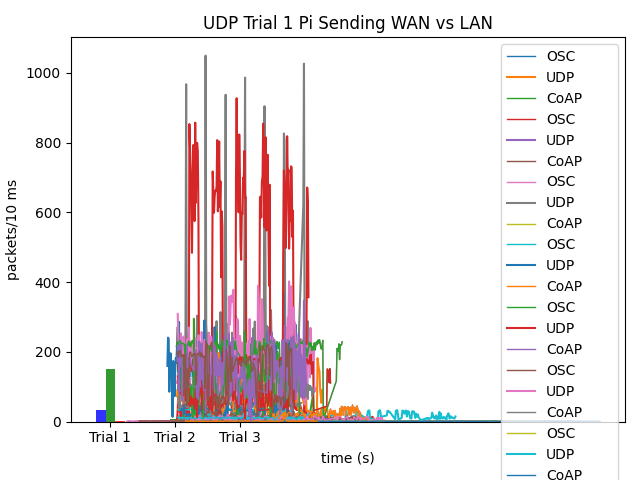 UDP Trial 1 Pi Sending WAN vs LAN
packets/10 ms
1000
800
600
400
200
0
Trial 1
Trial 2
Trial 3
time (s)
OSC
UDP
CoAP
OSC
UDP
CoAP
OSC
UDP
CoAP
OSC
UDP
CoAP
OSC
UDP
CoAP
OSC
UDP
CoAP
OSC
UDP
CoAP